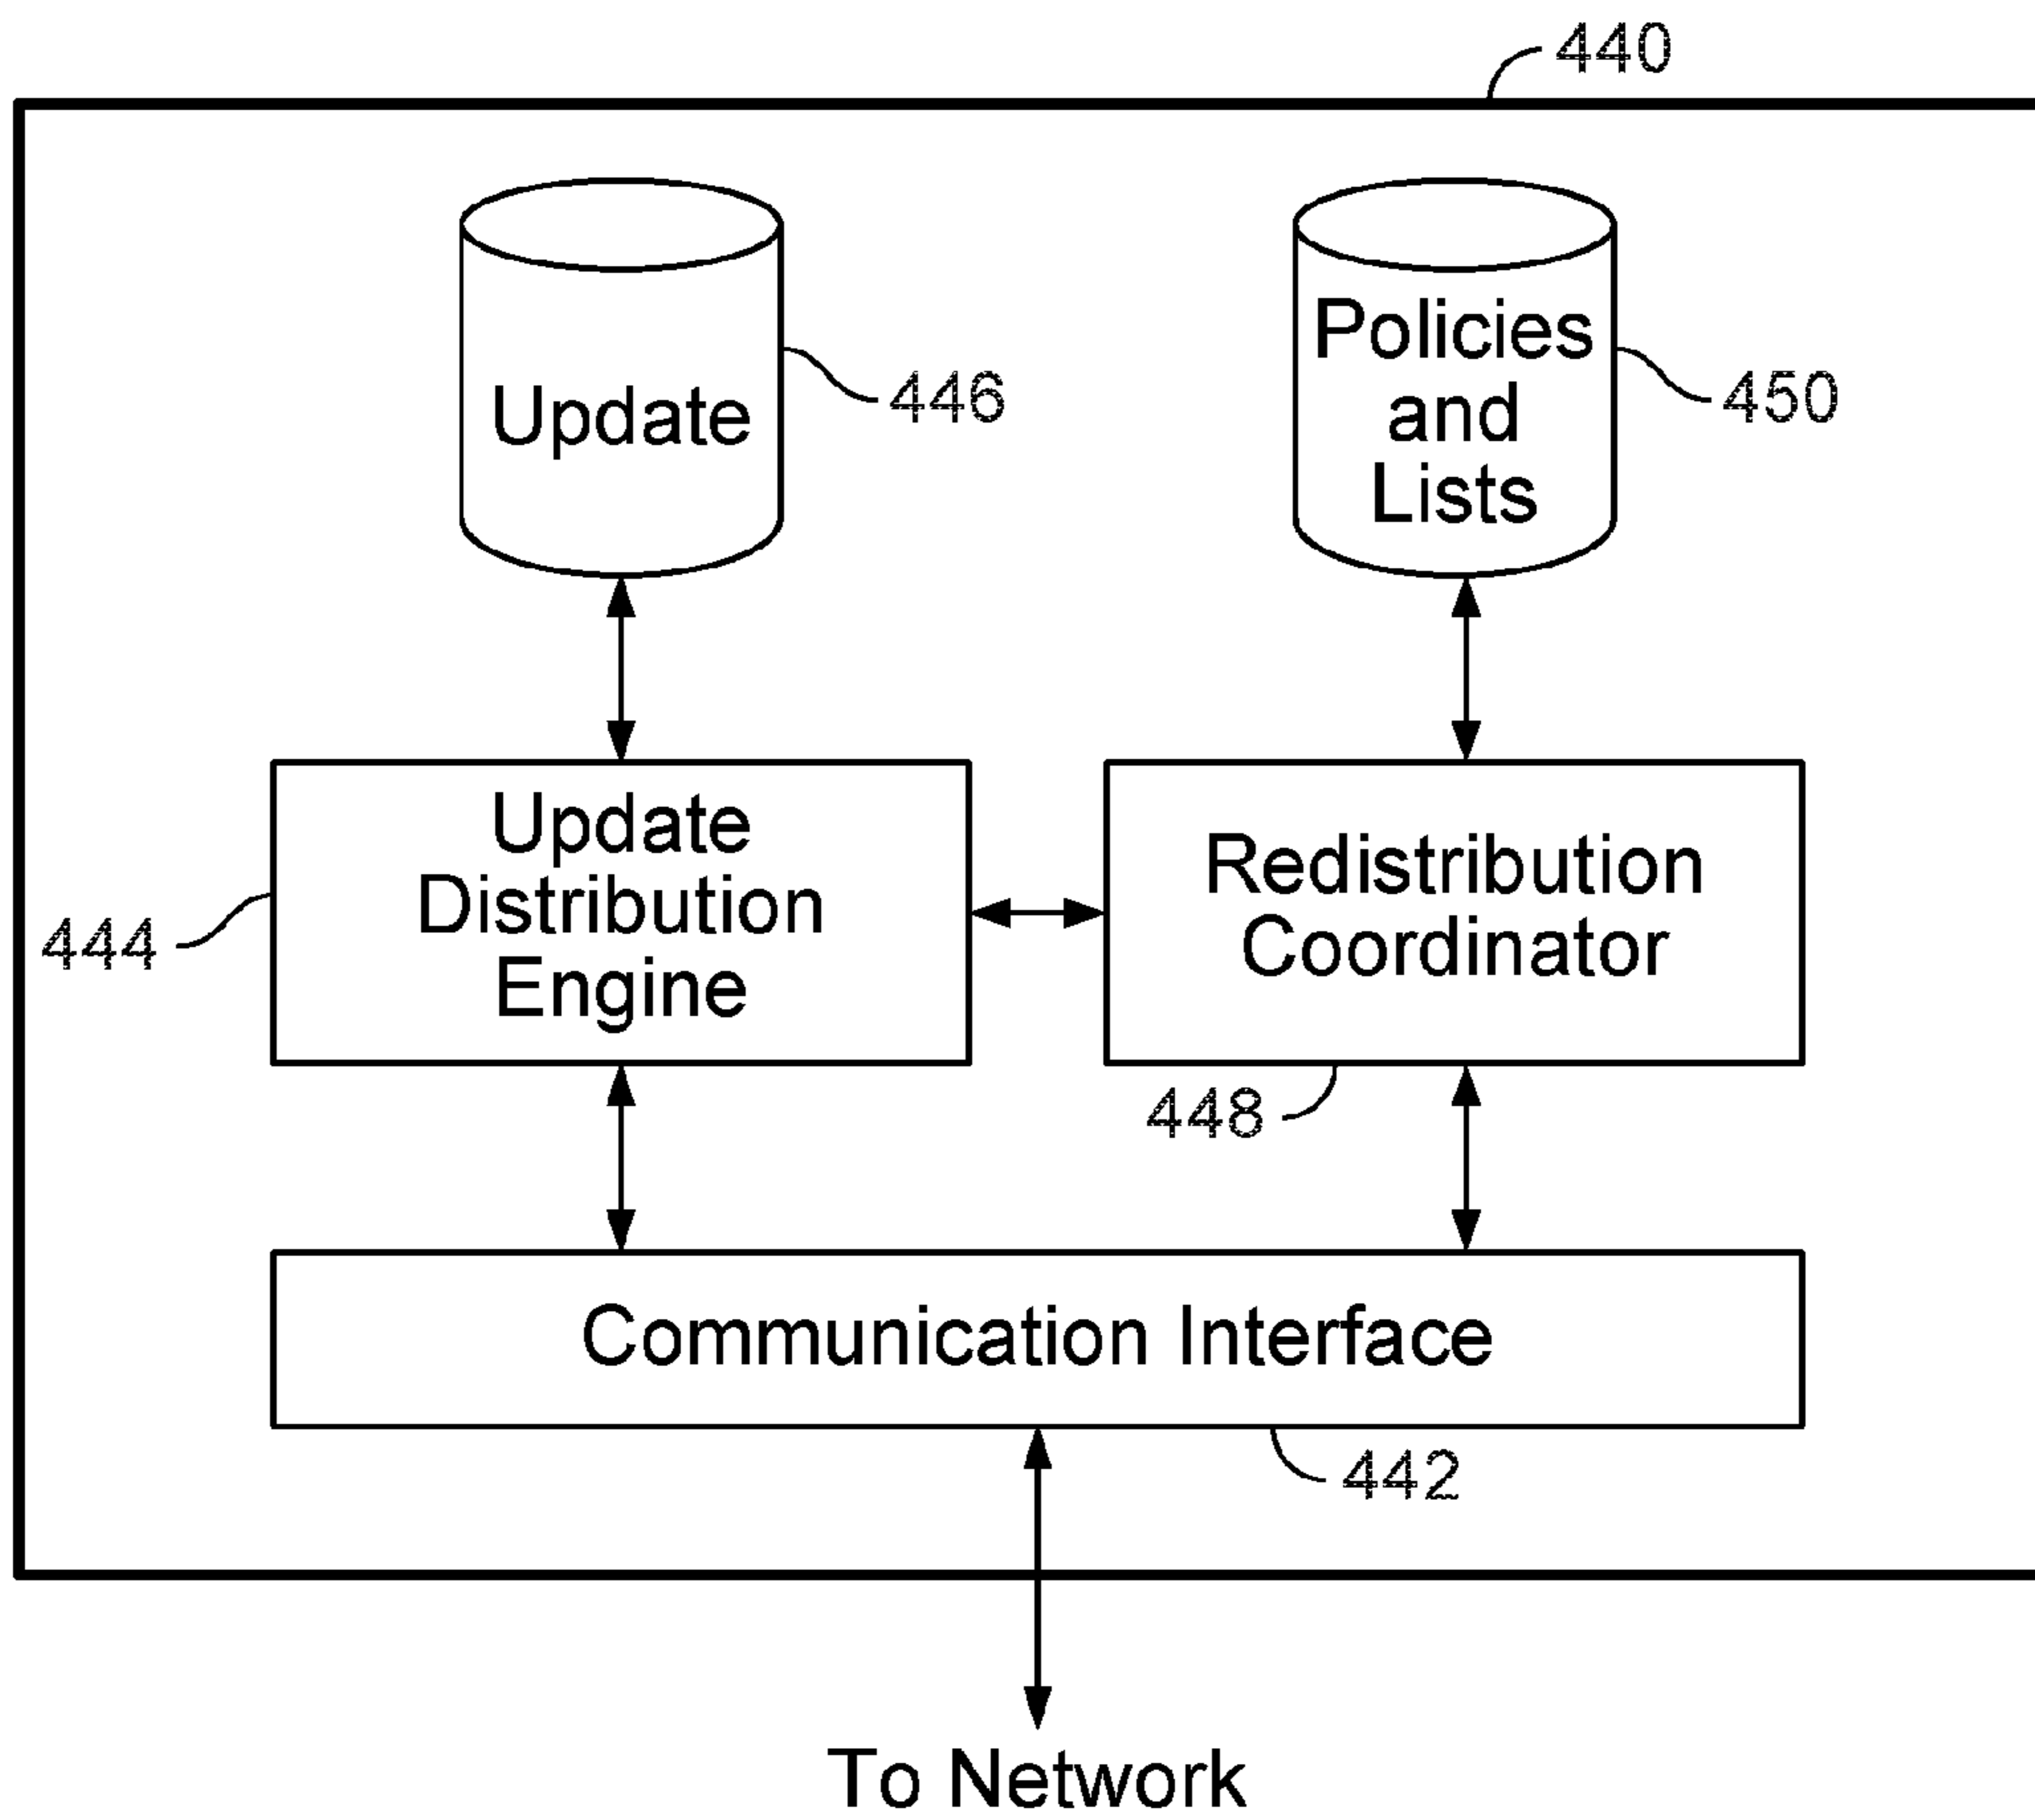 440
Update
446
Policies
and
Lists
450
Update
Distribution
Engine
444
Redistribution
Coordinator
448
Communication Interface
442
To Network